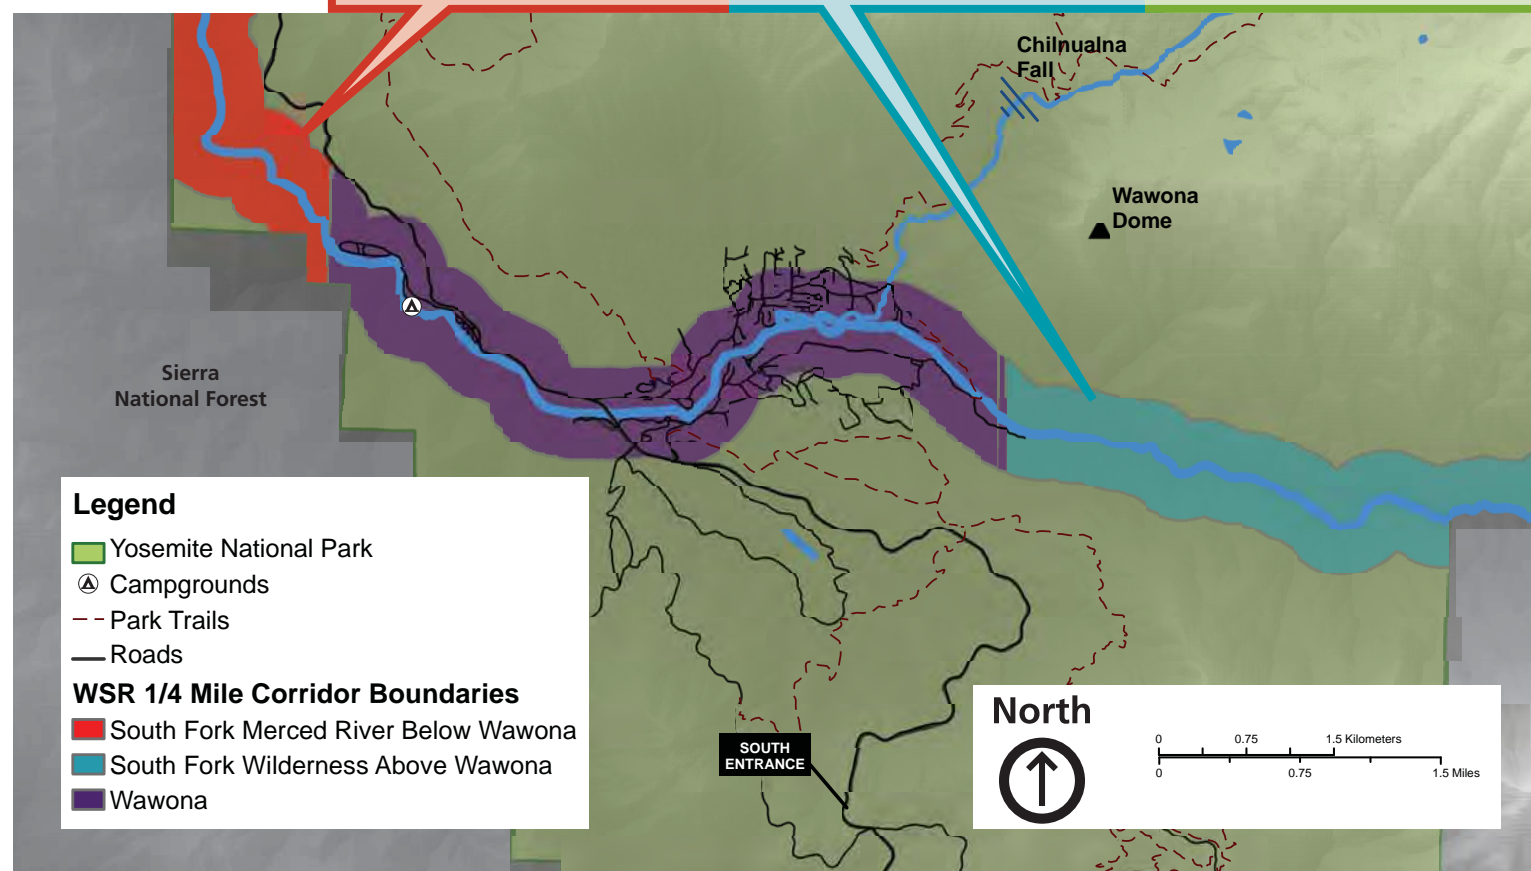 Chilnualna
Fall
Wawona
Dome
Sierra
National Forest
Legend
Yosemite National Park
Campgrounds
Park Trails
Roads
WSR 1/4 Mile Corridor Boundaries
South Fork Merced River Below Wawona
South Fork Wilderness Above Wawona
Wawona
SOUTH
ENTRANCE
North
0 0.75 1.5 Kilometers
0 0.75 1.5 Miles